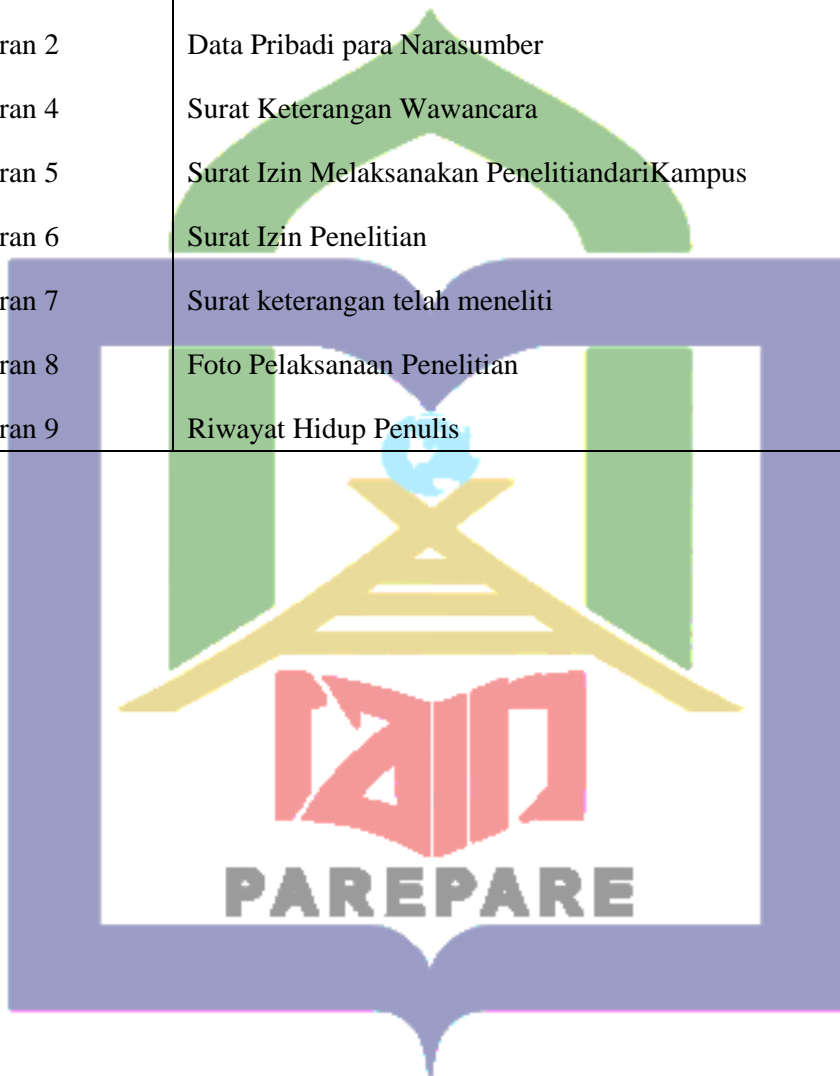 ran 2 Data Pribadi para Narasumber
ran 4 Surat Keterangan Wawancara
ran 5 Surat Izin Melaksanakan PenelitiandariKampus
ran 6 Surat Izin Penelitian
ran 7 Surat keterangan telah meneliti
ran 8 Foto Pelaksanaan Penelitian
ran 9 Riwayat Hidup Penulis
iain
PAREPARE